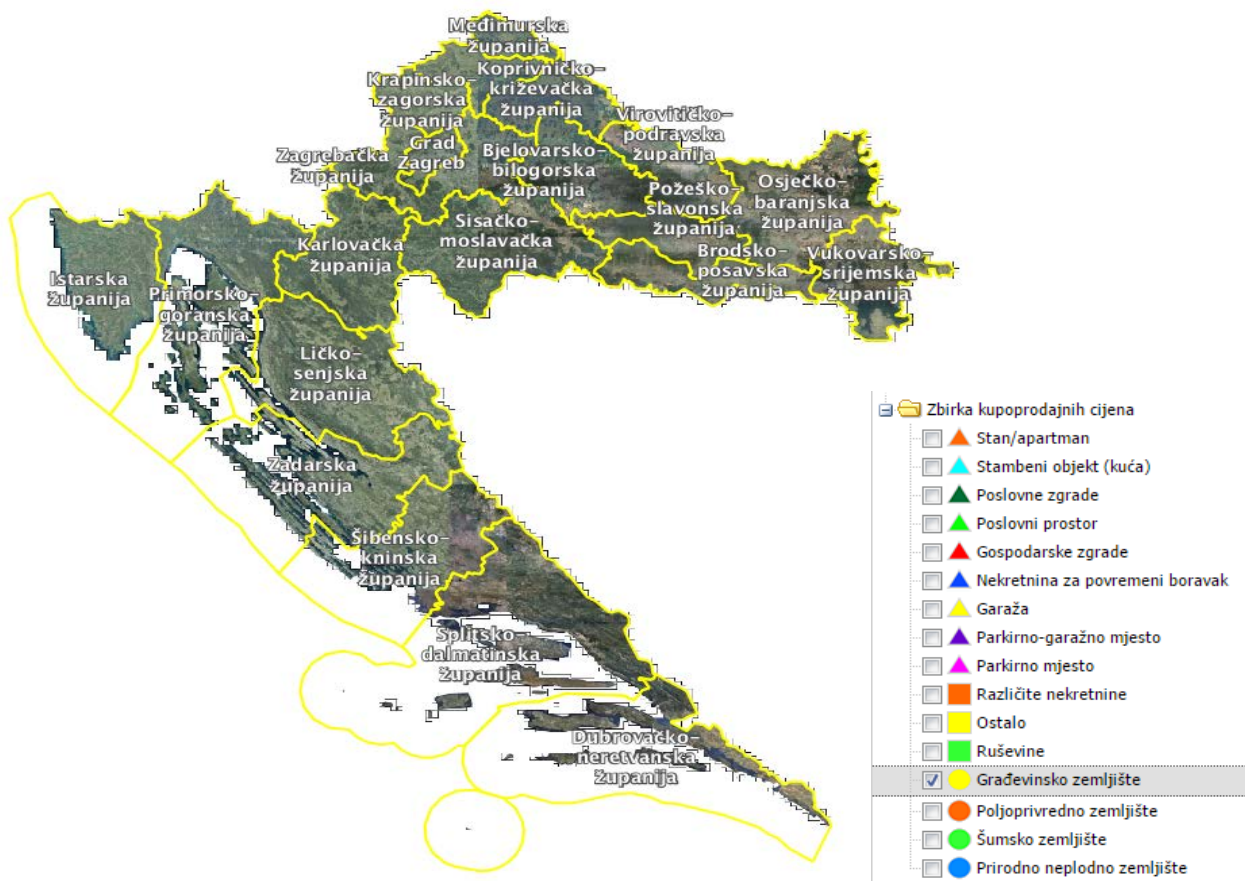 Međimurska
županija
Koprivničko-
križevačka
županija
Krapinsko-
zagorska
županija
Virovitičko-
podravska
županija
Grad
Zagreb
Zagrebačka
županija
Bjelovarsko-
bilogorska
županija
Požeško-
slavonska
županija
Osječko-
baranjska
županija
Sisačko-
moslavačka
županija
Karlovačka
županija
Brodsko-
posavska
županija
Vukovarsko-
srijemska
županija
Istarska
županija
Primorsko-
goranska
županija
Ličko-
senjska
županija
Zadarska
županija
Šibensko-
kninska
županija
Splitsko-
dalmatinska
županija
Dubrovačko-
neretvanska
županija
Zbirka kupoprodajnih cijena
Stan/apartman
Stambeni objekt (kuća)
Poslovne zgrade
Poslovni prostor
Gospodarske zgrade
Nekretnina za povremeni boravak
Garaža
Parkirno-garažno mjesto
Parkirno mjesto
Različite nekretnine
Ostalo
Ruševine
Građevinsko zemljište
Poljoprivredno zemljište
Šumsko zemljište
Prirodno neplodno zemljište